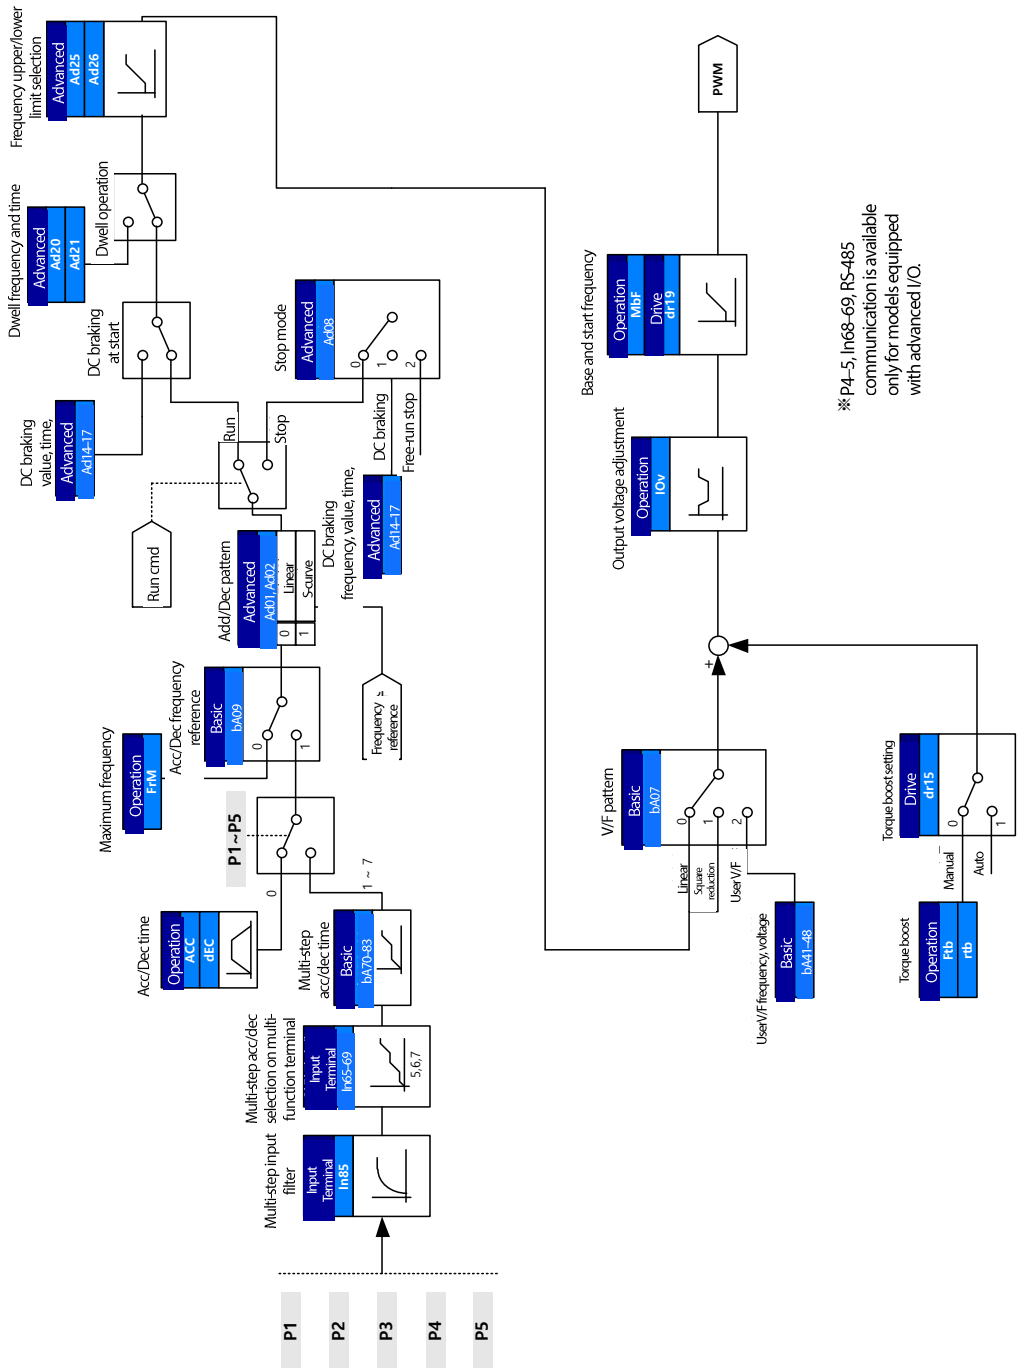 P1
P2
P3
P4
P5
Multi-step input
filter
Input
Terminal
In85
Multi-step acc/dec
selection on multi-
function terminal
Input
Terminal
In65–69
5,6,7
Multi-step
acc/dec time
Basic
bA70-83
Acc/Dec time
Operation
ACC
dEC
0
1 ~ 7
P1~P5
Maximum frequency
Operation
FrM
Acc/Dec frequency
reference
Basic
bA09
0
1
Frequency
reference
Add/Dec pattern
Advanced
Ad01, Ad02
0
Linear
1
S-curve
Run cmd
Run
Stop
DC braking
value, time,
Advanced
Ad14–17
DC braking
at start
Dwell frequency and time
Advanced
Ad20
Ad21
Dwell operation
Frequency upper/lower
limit selection
Advanced
Ad25
Ad26
Stop mode
Advanced
Ad08
0
1
2
DC braking
Free-run stop
DC braking
frequency, value, time,
Advanced
Ad14–17
V/F pattern
Basic
bA07
0
1
2
Linear
Square
reduction
User V/F
User V/F frequency, voltage
Basic
bA41–48
Torque boost
Operation
Ftb
rtb
Manual
Auto
Torque boost setting
Drive
dr15
0
1
+
Output voltage adjustment
Operation
IOv
Base and start frequency
Operation
MbF
Drive
dr19
PWM
※ P4–5, In68–69, RS-485
communication is available
only for models equipped
with advanced I/O.